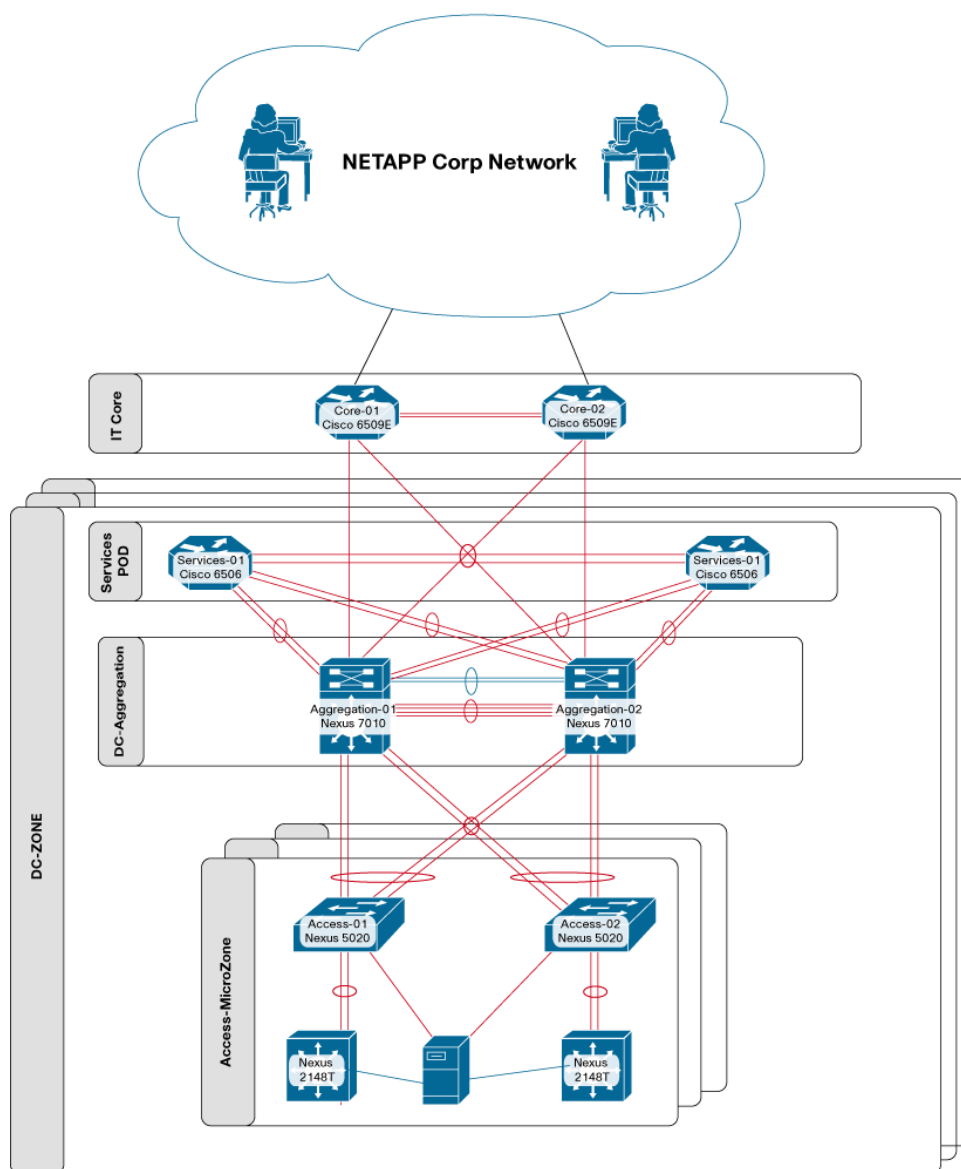 NETAPP Corp Network
IT Core
Core-01
Cisco 6509E
Core-02
Cisco 6509E
DC-ZONE
Services
POD
Services-01
Cisco 6506
Services-01
Cisco 6506
DC-Aggregation
Aggregation-01
Nexus 7010
Aggregation-02
Nexus 7010
Access-MicroZone
Access-01
Nexus 5020
Access-02
Nexus 5020
Nexus
2148T
Nexus
2148T